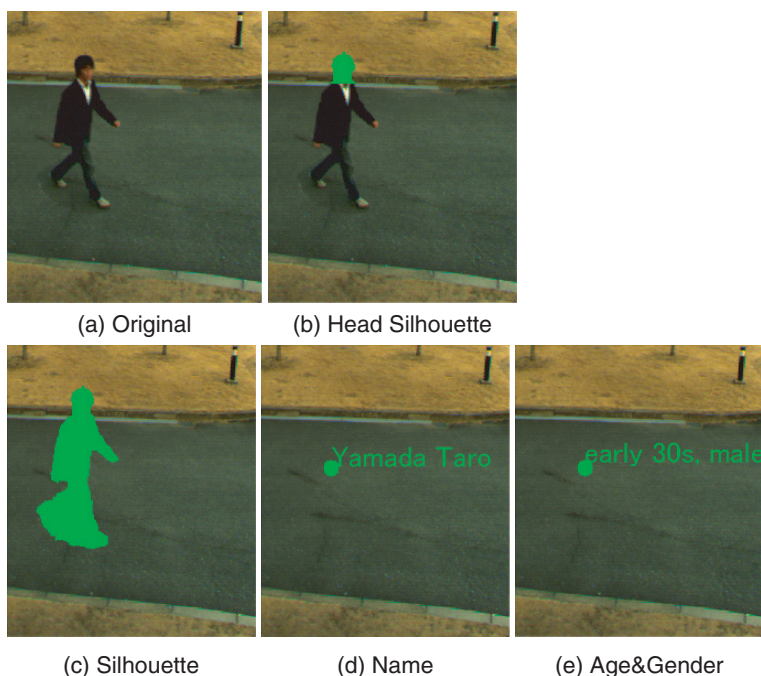 (a) Original
(b) Head Silhouette
Yamada Taro
early 30s, male
(c) Silhouette
(d) Name
(e) Age&Gender